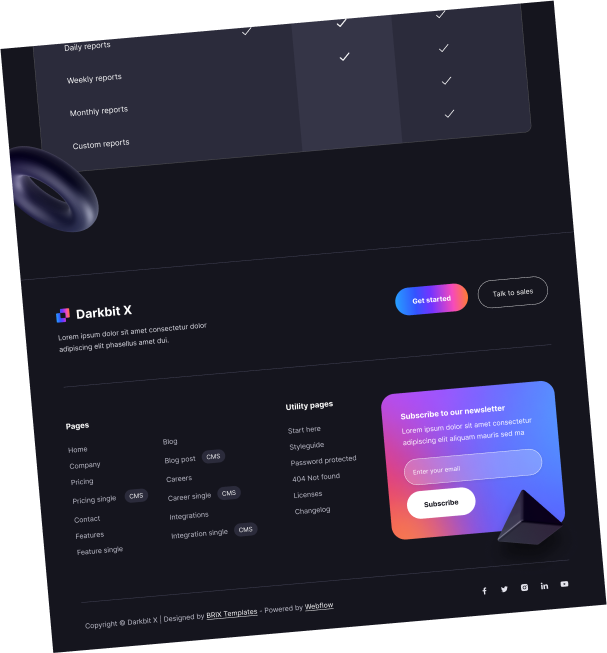 Daily reports
Weekly reports
Monthly reports
Custom reports
Darkbit X
Lorem ipsum dolor sit amet consectetur dolor
adipiscing elit phasellus amet dui.
Get started
Talk to sales
Pages
Home
Company
Pricing
Pricing single CMS
Contact
Features
Feature single
Blog
Blog post CMS
Careers
Career single CMS
Integrations
Integration single CMS
Utility pages
Start here
Styleguide
Password protected
404 Not found
Licenses
Changelog
Subscribe to our newsletter
Lorem ipsum dolor sit amet consectetur
adipiscing elit aliquam mauris sed ma
Enter your email
Subscribe
Copyright © Darkbit X | Designed by BRIX Templates - Powered by Webflow